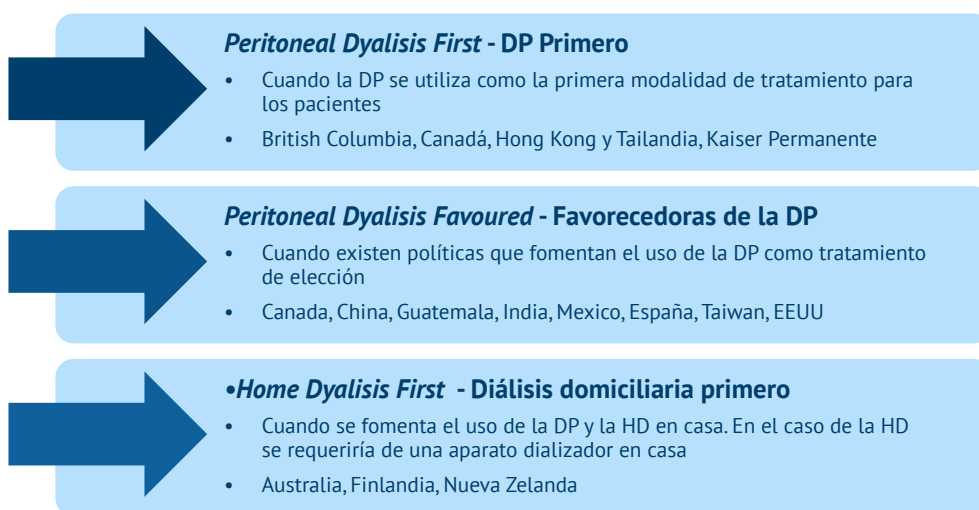 Peritoneal Dyalisis First - DP Primero
• Cuando la DP se utiliza como la primera modalidad de tratamiento para
los pacientes
• British Columbia, Canadá, Hong Kong y Tailandia, Kaiser Permanente
Peritoneal Dyalisis Favoured - Favorecedoras de la DP
• Cuando existen políticas que fomentan el uso de la DP como tratamiento
de elección
• Canada, China, Guatemala, India, Mexico, España, Taiwan, EEUU
•Home Dyalisis First - Diálisis domiciliaria primero
• Cuando se fomenta el uso de la DP y la HD en casa. En el caso de la HD
se requeriría de una aparato dializador en casa
• Australia, Finlandia, Nueva Zelanda